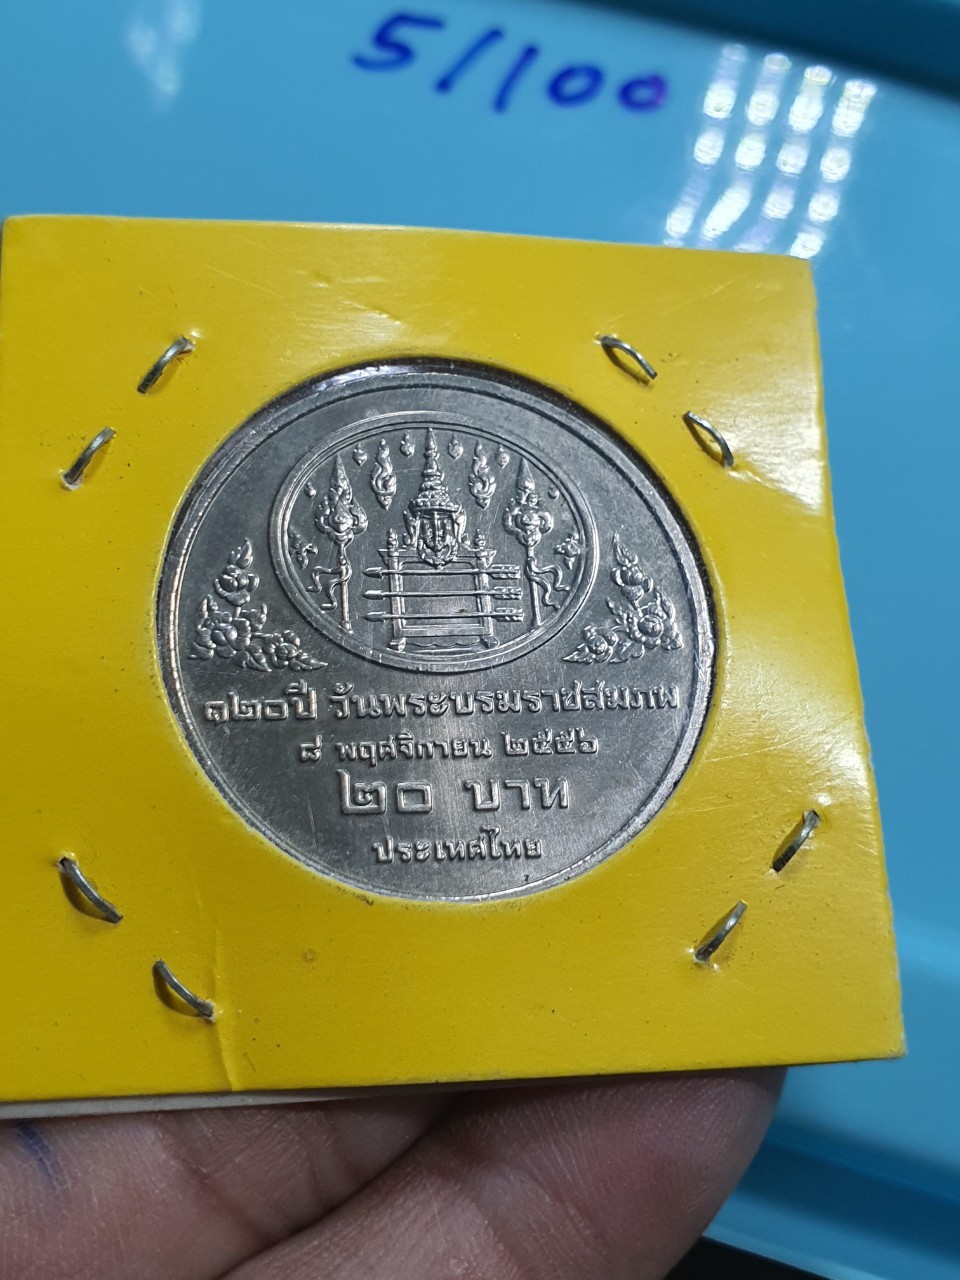 5/100
๑๒๐ ปี วันพระบรมราชสมภพ
๘ พฤศจิกายน ๒๕๕๖
๒๐ บาท
ประเทศไทย